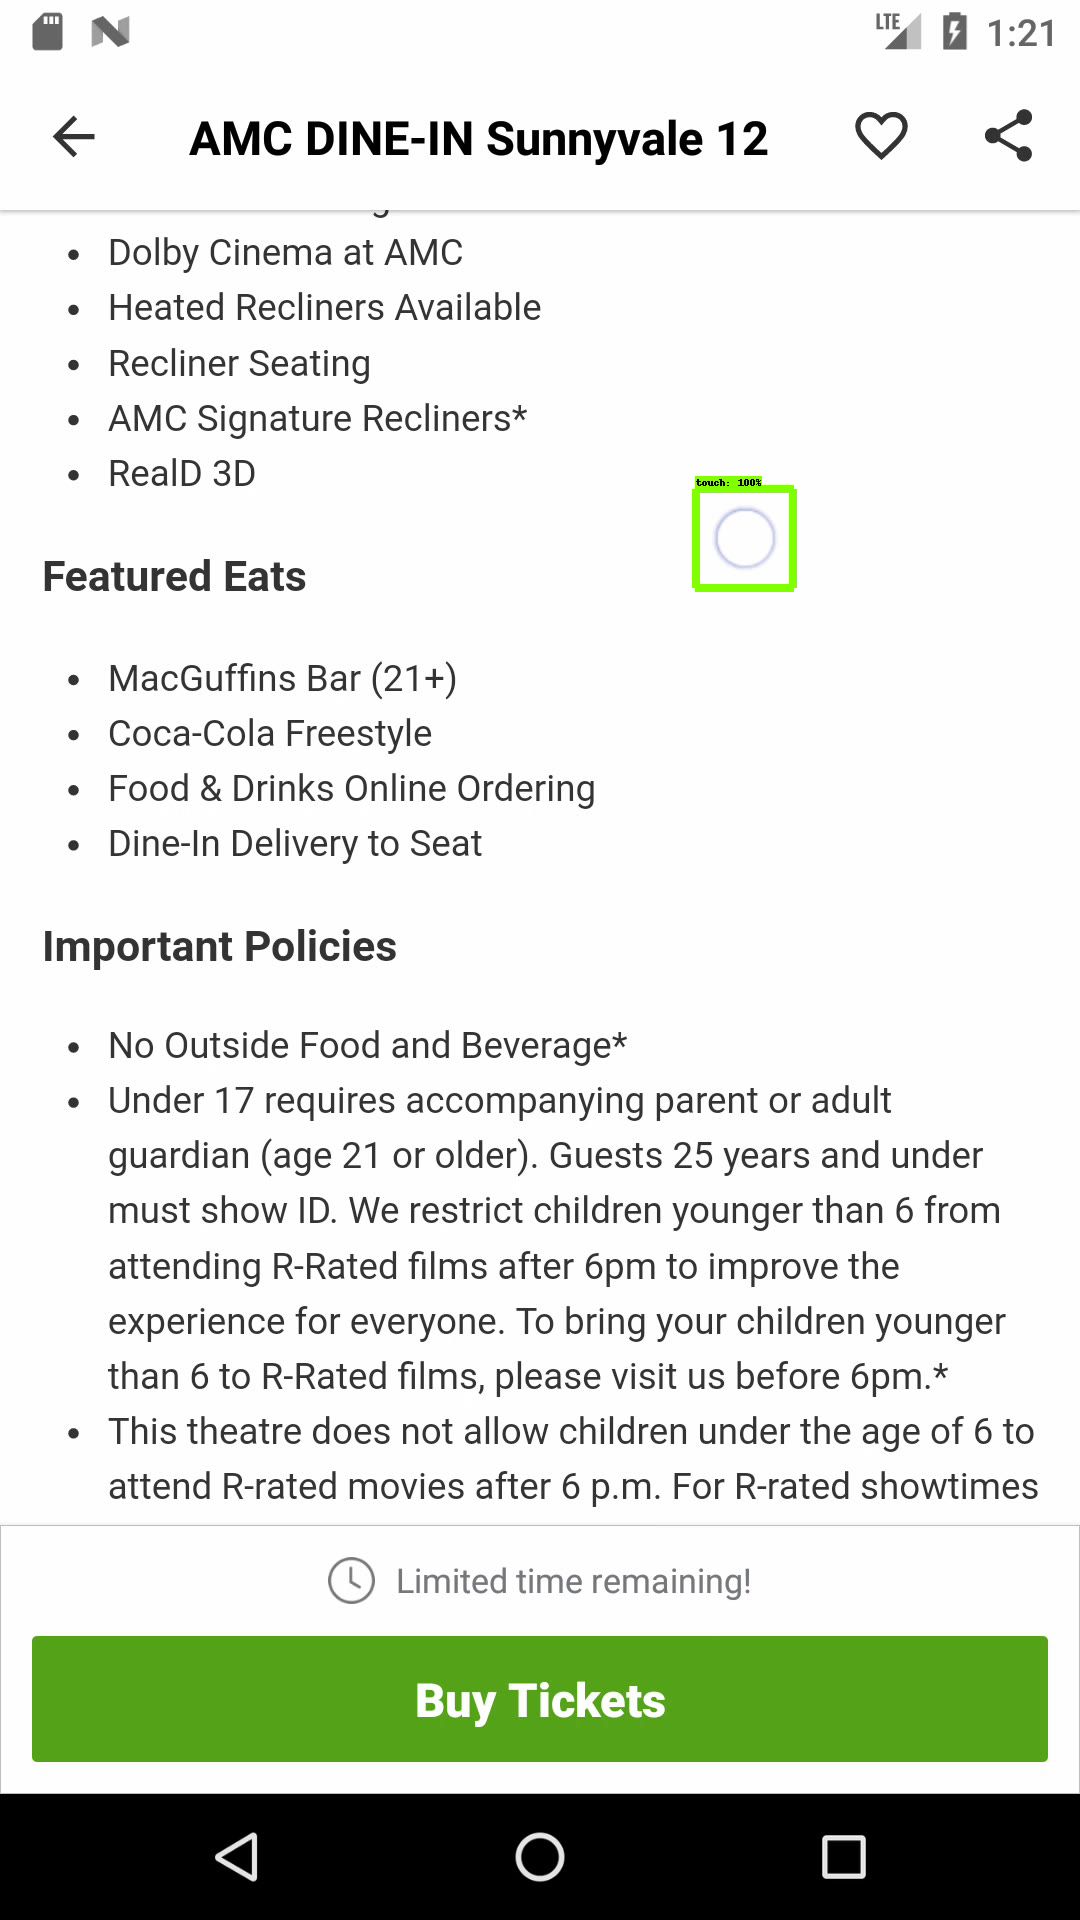 LTE 1:21
AMC DINE-IN Sunnyvale 12
Dolby Cinema at AMC
Heated Recliners Available
Recliner Seating
AMC Signature Recliners*
RealD 3D
touch: 100%
Featured Eats
MacGuffins Bar (21+)
Coca-Cola Freestyle
Food & Drinks Online Ordering
Dine-In Delivery to Seat
Important Policies
No Outside Food and Beverage*
Under 17 requires accompanying parent or adult
guardian (age 21 or older). Guests 25 years and under
must show ID. We restrict children younger than 6 from
attending R-Rated films after 6pm to improve the
experience for everyone. To bring your children younger
than 6 to R-Rated films, please visit us before 6pm.*
This theatre does not allow children under the age of 6 to
attend R-rated movies after 6 p.m. For R-rated showtimes
Limited time remaining!
Buy Tickets